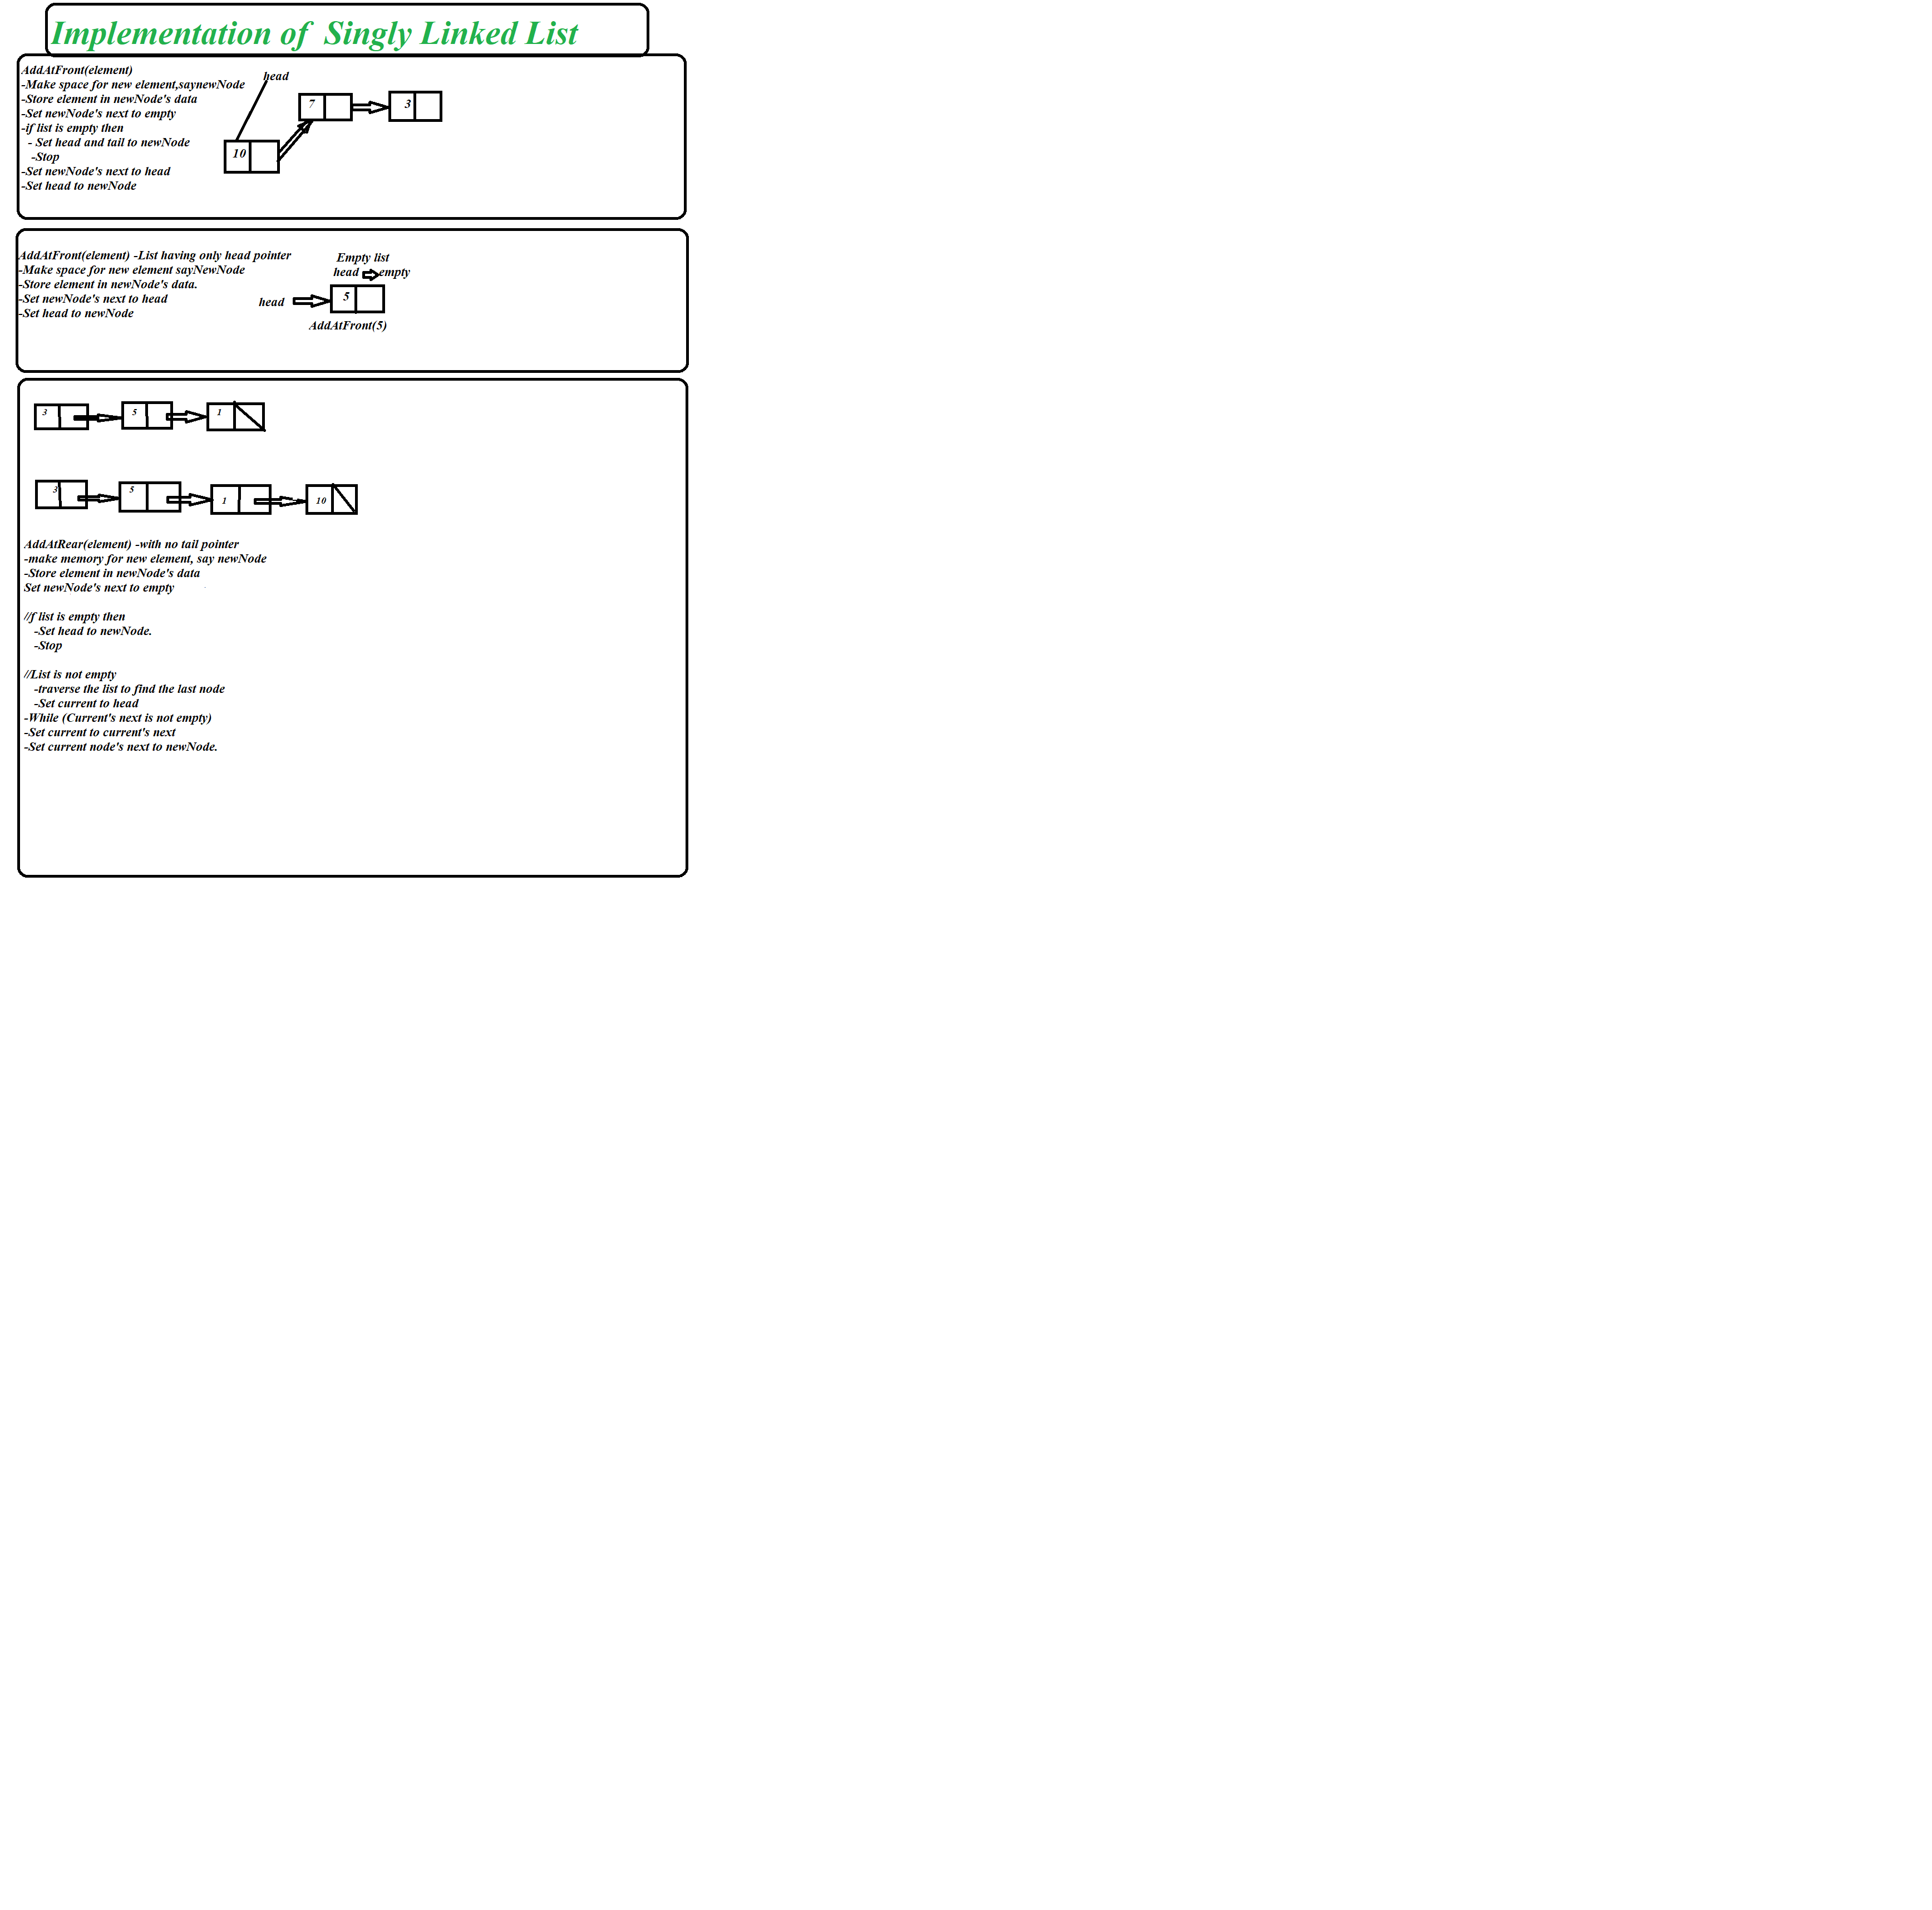 Implementation of  Singly Linked List
AddAtFront(element)
-Make space for new element,saynewNode
-Store element in newNode's data
-Set newNode's next to empty
-if list is empty then
- Set head and tail to newNode
-Stop
-Set newNode's next to head
-Set head to newNode
head
7
3
10
AddAtFront(element) -List having only head pointer
-Make space for new element sayNewNode
-Store element in newNode's data.
-Set newNode's next to head
-Set head to newNode
Empty list
head empty
head
5
AddAtFront(5)
3 5 1
3 5 1 10
AddAtRear(element) -with no tail pointer
-make memory for new element, say newNode
-Store element in newNode's data
Set newNode's next to empty
//f list is empty then
-Set head to newNode.
-Stop
//List is not empty
-traverse the list to find the last node
-Set current to head
-While (Current's next is not empty)
-Set current to current's next
-Set current node's next to newNode.